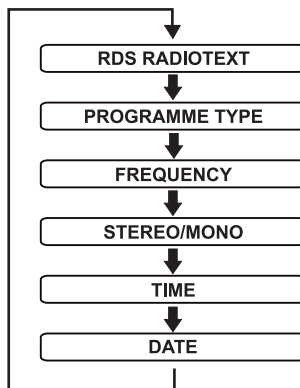 RDS RADIOTEXT
PROGRAMME TYPE
FREQUENCY
STEREO/MONO
TIME
DATE